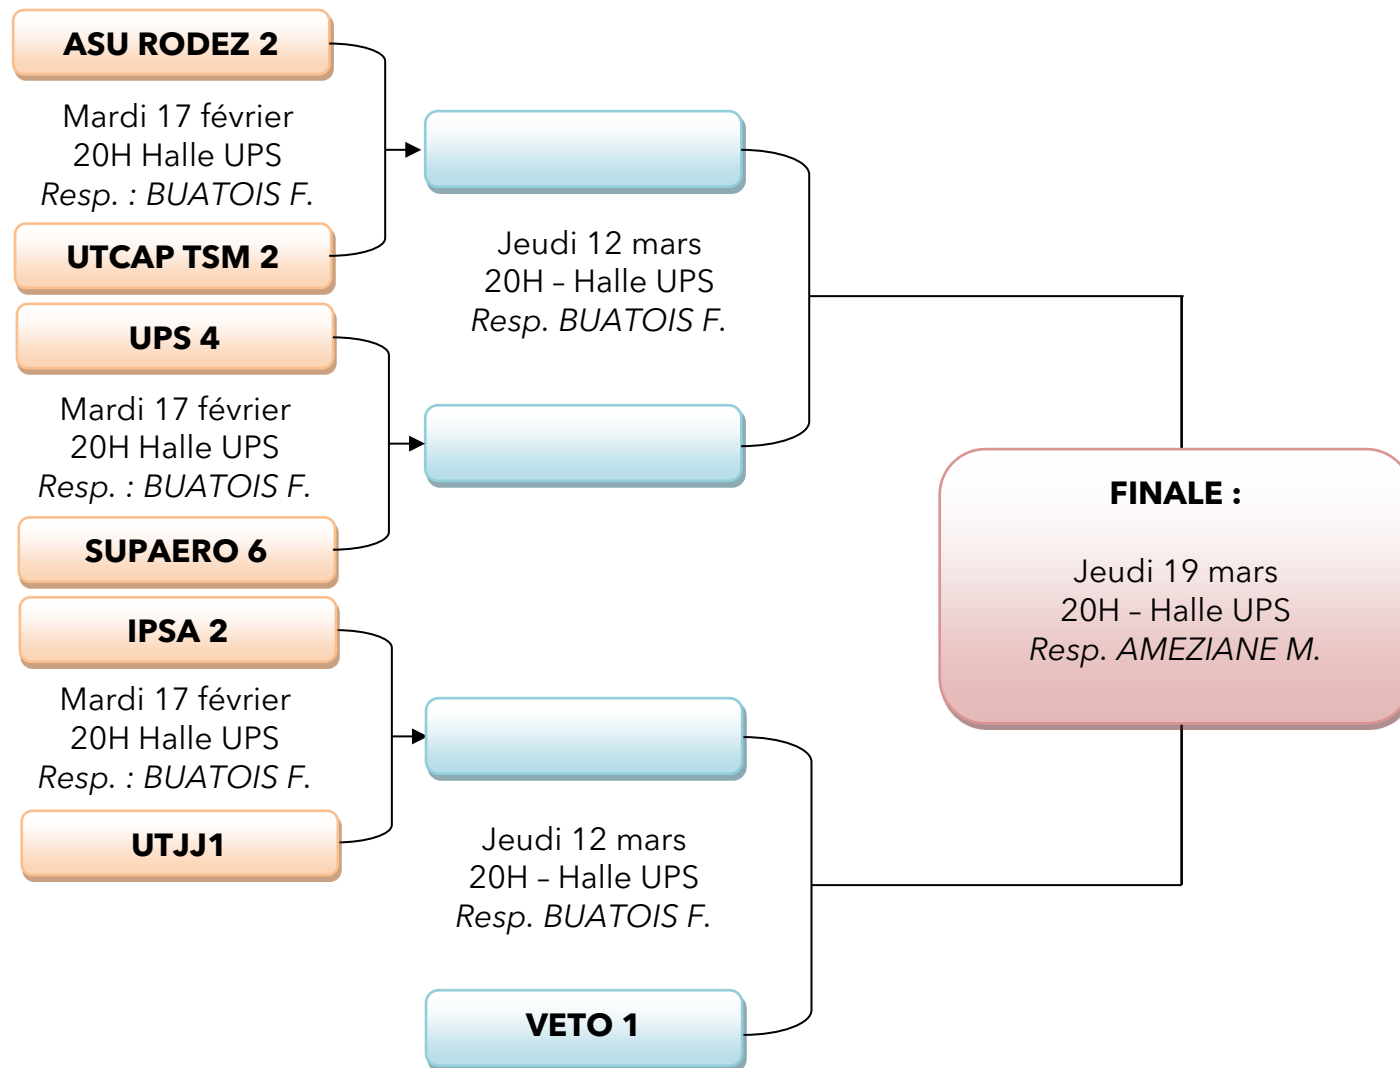 ASU RODEZ 2
Mardi 17 février
20H Halle UPS
Resp. : BUATOIS F.
UTCAP TSM 2
UPS 4
Mardi 17 février
20H Halle UPS
Resp. : BUATOIS F.
SUPAERO 6
IPSA 2
Mardi 17 février
20H Halle UPS
Resp. : BUATOIS F.
UTJJ1
Jeudi 12 mars
20H – Halle UPS
Resp. BUATOIS F.
Jeudi 12 mars
20H – Halle UPS
Resp. BUATOIS F.
VETO 1
FINALE :
Jeudi 19 mars
20H – Halle UPS
Resp. AMEZIANE M.